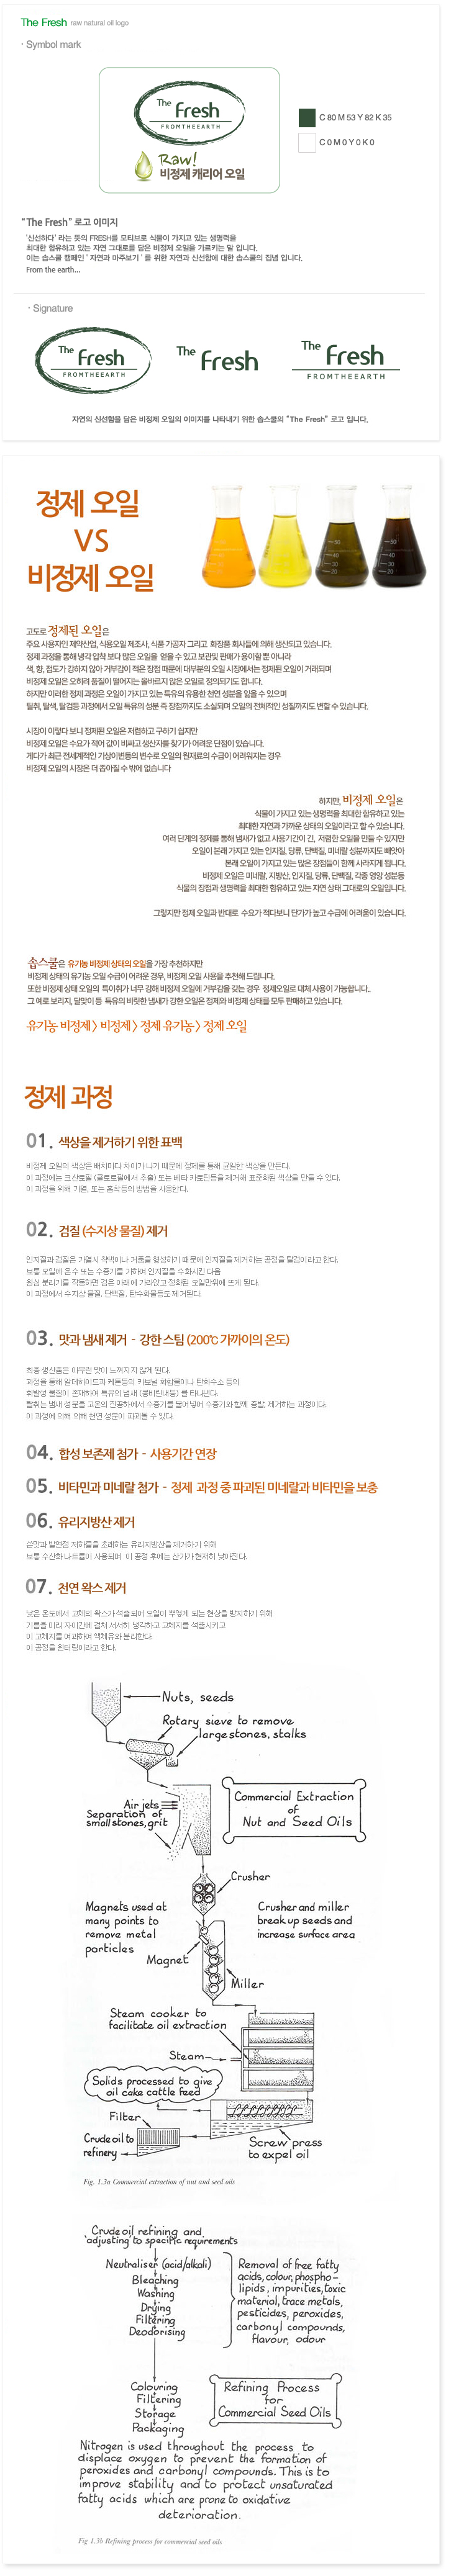 The Fresh raw natural oil logo
· Symbol mark
The Fresh
FROMTHEEARTH
Raw!
비정제 캐리어 오일
C 80 M 53 Y 82 K 35
C 0 M 0 Y 0 K 0
“The Fresh” 로고 이미지
'신선하다' 라는 뜻의 FRESH를 모티브로 식물이 가지고 있는 생명력을
최대한 함유하고 있는 자연 그대로를 담은 비정제 오일을 가르키는 말 입니다.
이는 솝스쿨 캠페인 ' 자연과 마주보기 ' 를 위한 자연과 신선함에 대한 솝스쿨의 집념 입니다.
From the earth...
· Signature
The Fresh
FROMTHEEARTH
The Fresh
The Fresh
FROMTHEEARTH
자연의 신선함을 담은 비정제 오일의 이미지를 나타내기 위한 솝스쿨의 “The Fresh” 로고 입니다.
정제 오일
VS
비정제 오일
고도로 정제된 오일은
주요 사용자인 제약산업, 식용오일 제조사, 식품 가공자 그리고 화장품 회사들에 의해 생산되고 있습니다.
정제 과정을 통해 냉각 압착 보다 많은 오일을 얻을 수 있고 보관및 판매가 용이할 뿐 아니라
색, 향, 점도가 강하지 않아 거부감이 적은 장점 때문에 대부분의 오일 시장에서는 정제된 오일이 거래되며
비정제 오일은 오히려 품질이 떨어지는 올바르지 않은 오일로 정의되기도 합니다.
하지만 이러한 정제 과정은 오일이 가지고 있는 특유의 유용한 천연 성분을 잃을 수 있으며
탈취, 탈색, 탈검등 과정에서 오일 특유의 성분 즉 장점까지도 소실되며 오일의 전체적인 성질까지도 변할 수 있습니다.
시장이 이렇다 보니 정제된 오일은 저렴하고 구하기 쉽지만
비정제 오일은 수요가 적어 값이 비싸고 생산자를 찾기가 어려운 단점이 있습니다.
게다가 최근 전세계적인 기상이변등의 변수로 오일의 원재료의 수급이 어려워지는 경우
비정제 오일의 시장은 더 좁아질 수 밖에 없습니다
하지만, 비정제 오일은
식물이 가지고 있는 생명력을 최대한 함유하고 있는
최대한 자연과 가까운 상태의 오일이라고 할 수 있습니다.
여러 단계의 정제를 통해 냄새가 없고 사용기간이 긴, 저렴한 오일을 만들 수 있지만
오일이 본래 가지고 있는 인지질, 당류, 단백질, 미네랄 성분까지도 빼앗아
본래 오일이 가지고 있는 많은 장점들이 함께 사라지게 됩니다.
비정제 오일은 미네랄, 지방산, 인지질, 당류, 단백질, 각종 영양 성분등
식물의 장점과 생명력을 최대한 함유하고 있는 자연 상태 그대로의 오일입니다.
그렇지만 정제 오일과 반대로 수요가 적다보니 단가가 높고 수급에 어려움이 있습니다.
솝스쿨은 유기농 비정제 상태의 오일을 가장 추천하지만
비정제 상태의 유기농 오일 수급이 어려운 경우, 비정제 오일 사용을 추천해 드립니다.
또한 비정제 상태 오일의 특이취가 너무 강해 비정제 오일에 거부감을 갖는 경우 정제오일로 대체 사용이 가능합니다..
그 예로 보리지, 달맞이 등 특유의 비릿한 냄새가 강한 오일은 정제와 비정제 상태를 모두 판매하고 있습니다.
유기농 비정제 > 비정제 > 정제 유기농 > 정제 오일
정제 과정
01. 색상을 제거하기 위한 표백
비정제 오일의 색상은 배치마다 차이가 나기 때문에 정제를 통해 균일한 색상을 만든다.
이 과정에는 크산토필 (클로로필에서 추출) 또는 베타 카로틴등을 제거해 표준화된 색상을 만들 수 있다.
이 과정을 위해 가열, 또는 흡착등의 방법을 사용한다.
02. 검질 (수지상 물질) 제거
인지질과 검질은 가열시 착색이나 거품을 형성하기 때문에 인지질을 제거하는 공정을 탈검이라고 한다.
보통 오일에 온수 또는 수증기를 가하여 인지질을 수화시킨 다음
원심 분리기를 작동하면 검은 아래에 가라앉고 정화된 오일만위에 뜨게 된다.
이 과정에서 수지상 물질, 단백질, 탄수화물등도 제거된다.
03. 맛과 냄새 제거 - 강한 스팀 (200℃ 가까이의 온도)
최종 생산품은 아무런 맛이 느껴지지 않게 된다.
과정을 통해 알데하이드과 케톤등의 카보닐 화합물이나 탄화수소 등의
휘발성 물질이 존재하여 특유의 냄새 (콩비린내등) 를 타나낸다.
탈취는 냄새 성분을 고온의 진공하에서 수증기를 불어넣어 수증기와 함께 증발, 제거하는 과정이다.
이 과정에 의해 의해 천연 성분이 파괴될 수 있다.
04. 합성 보존제 첨가 - 사용기간 연장
05. 비타민과 미네랄 첨가 - 정제 과정 중 파괴된 미네랄과 비타민을 보충
06. 유리지방산 제거
쓴맛과 발연점 저하를을 초래하는 유리지방산을 제거하기 위해
보통 수산화 나트륨이 사용되며 이 공정 후에는 산가가 현저히 낮아진다.
07. 천연 왁스 제거
낮은 온도에서 고체의 왁스가 석출되어 오일이 뿌옇게 되는 현상을 방지하기 위해
기름을 미리 자이간에 걸쳐 서서히 냉각하고 고체지를 석출시키고
이 고체지를 여과하여 액체유와 분리한다.
이 공정을 윈터링이라고 한다.
Nuts, seeds
Rotary sieve to remove
large stones, stalks
Air jets
Separation of
small stones, grit
Commercial Extraction
of
Nut and Seed Oils
Crusher
Magnets used at
many points to
remove metal
particles
Crusher and miller
break up seeds and
increase surface area
Magnet
Miller
Steam cooker to
facilitate oil extraction
Steam
Solids processed to give
oil cake cattle feed
Filter
Crude oil to
refinery
Screw press
to expel oil
Fig. 1.3a Commercial extraction of nut and seed oils
Crude oil refining and
'adjusting' to specific requirements
Neutraliser (acid/alkali)
Bleaching
Washing
Drying
Filtering
Deodorising
Removal of free fatty
acids, colour, phospho-
lipids, impurities, toxic
material, trace metals,
pesticides, peroxides,
carbonyl compounds,
flavour, odour
Colouring
Filtering
Storage
Packaging
Refining Process
for
Commercial Seed Oils
Nitrogen is used throughout the process to
displace oxygen to prevent the formation of
peroxides and carbonyl compounds. This is to
improve stability and to protect unsaturated
fatty acids which are prone to oxidative
deterioration.
Fig 1.3b Refining process for commercial seed oils